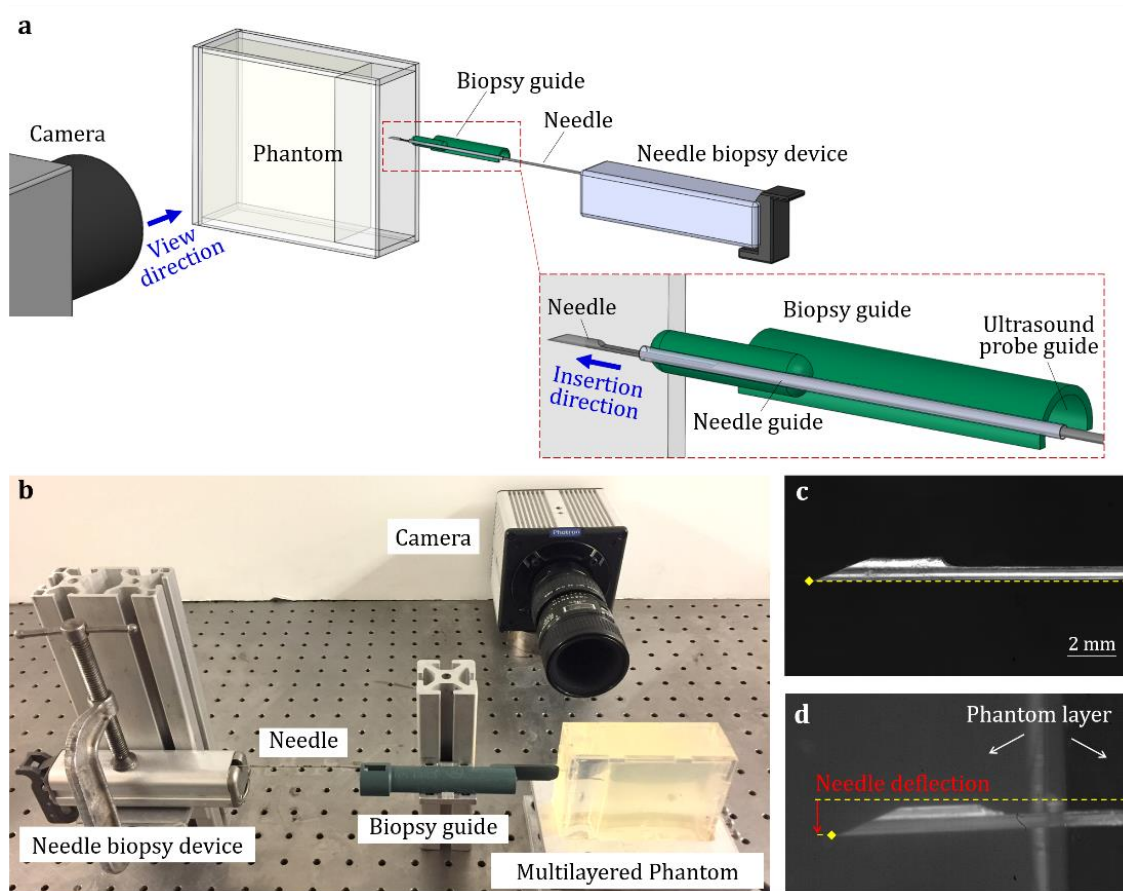 a
Camera
Phantom
Biopsy guide
Needle
Needle biopsy device
View
direction
Needle
Insertion
direction
Biopsy guide
Needle guide
Ultrasound
probe guide
b
Camera
Photron
Needle
Needle biopsy device
Biopsy guide
Multilayered Phantom
c
2 mm
d
Phantom layer
Needle deflection